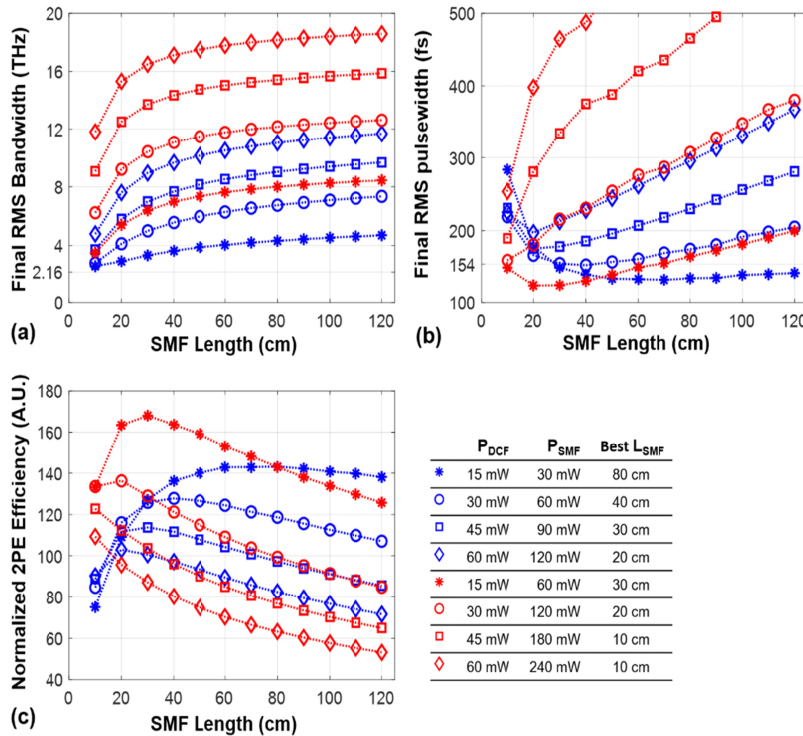 20
16
12
8
4
2.16
0
Final RMS Bandwidth (THz)
0 20 40 60 80 100 120
SMF Length (cm)
(a)
500
400
300
200
154
100
Final RMS pulsewidth (fs)
0 20 40 60 80 100 120
SMF Length (cm)
(b)
180
160
140
120
100
80
60
40
Normalized 2PE Efficiency (A.U.)
0 20 40 60 80 100 120
SMF Length (cm)
(c)
P_DCF P_SMF Best L_SMF
15 mW 30 mW 80 cm
30 mW 60 mW 40 cm
45 mW 90 mW 30 cm
60 mW 120 mW 20 cm
15 mW 60 mW 30 cm
30 mW 120 mW 20 cm
45 mW 180 mW 10 cm
60 mW 240 mW 10 cm